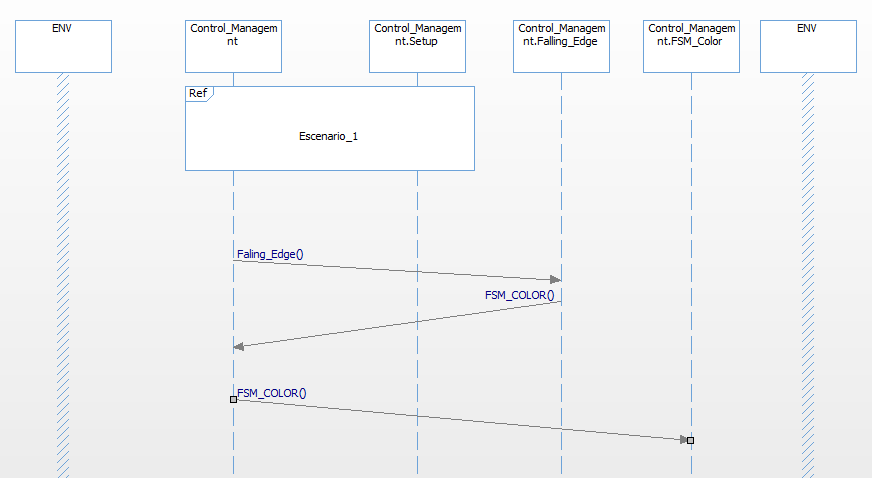 ENV
Control_Managem
nt
Control_Managem
nt.Setup
Control_Managem
nt.Falling_Edge
Control_Managem
nt.FSM_Color
ENV
Ref
Escenario_1
Faling_Edge()
FSM_COLOR()
FSM_COLOR()